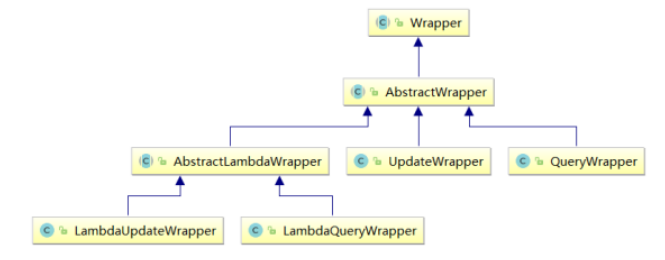 Wrapper
AbstractWrapper
AbstractLambdaWrapper
UpdateWrapper
QueryWrapper
LambdaUpdateWrapper
LambdaQueryWrapper